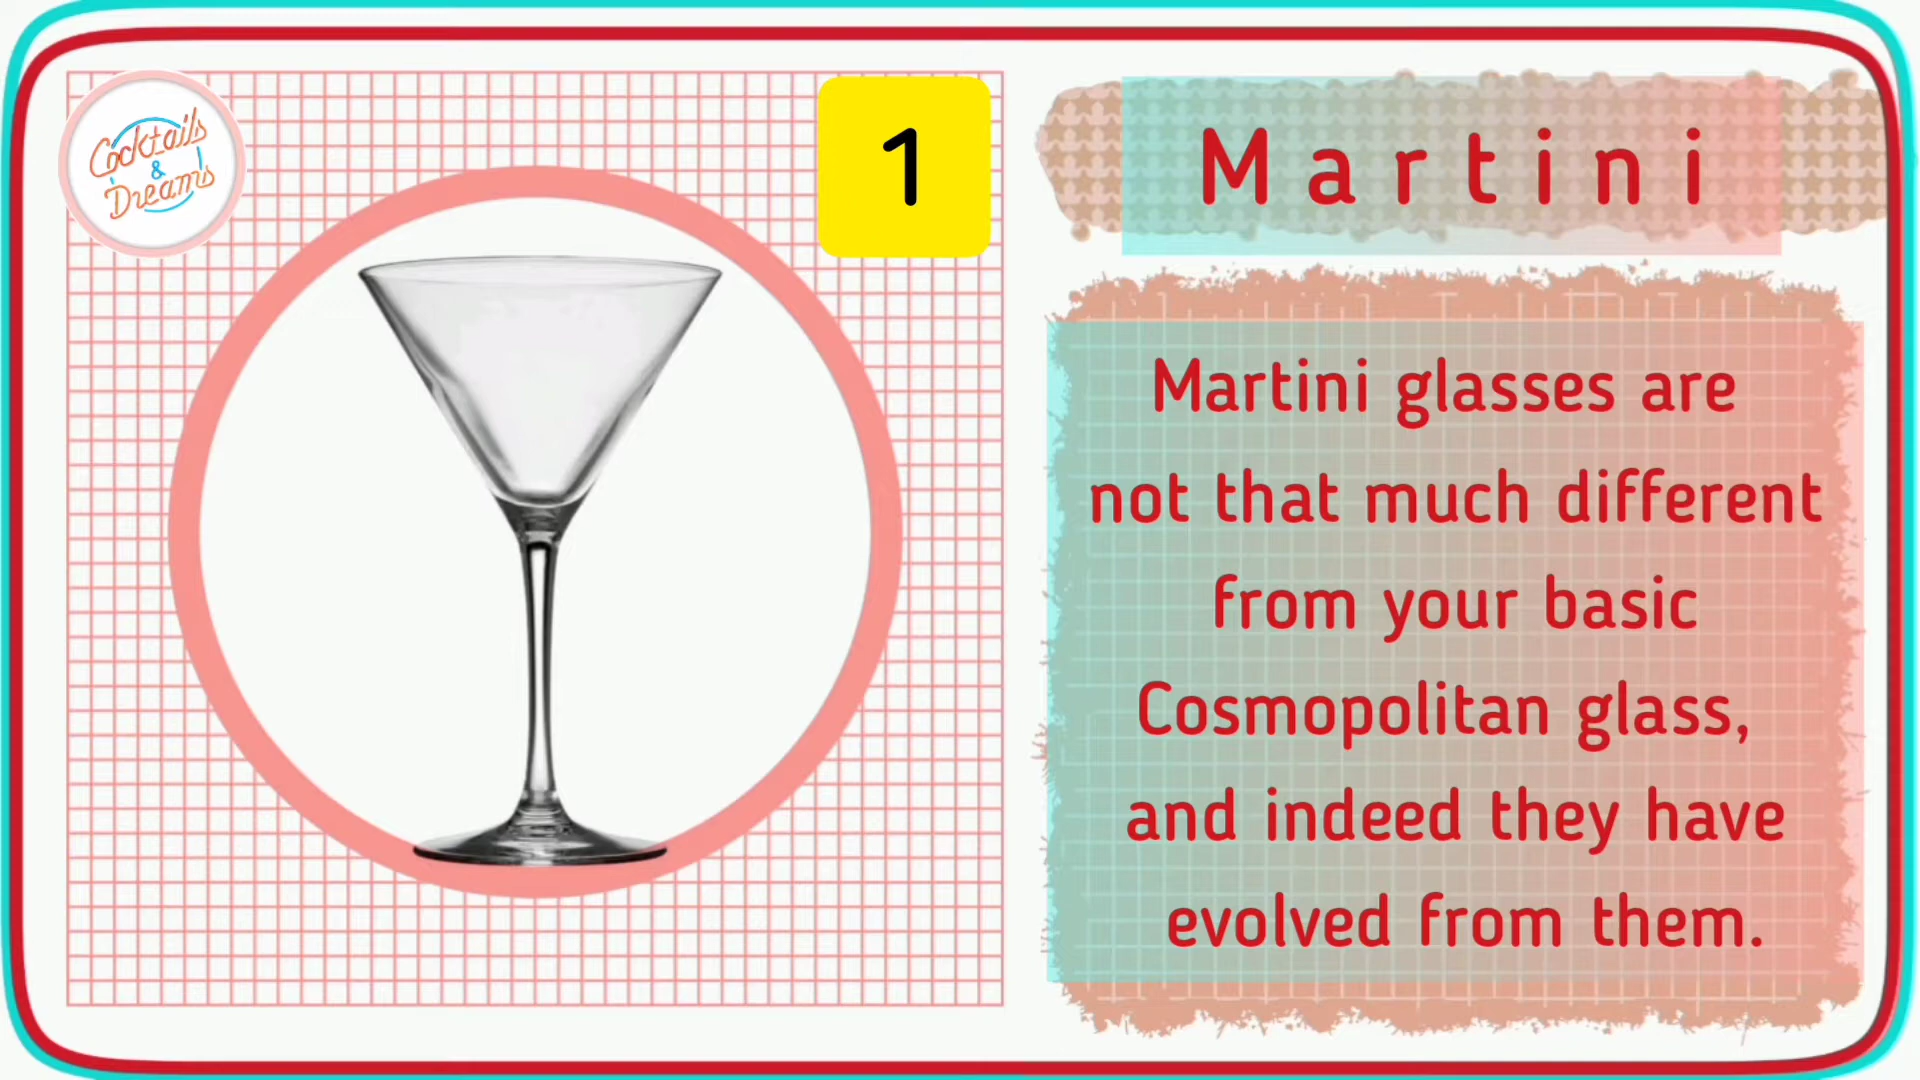 Cocktails
&
Dreams
1
Martini
Martini glasses are
not that much different
from your basic
Cosmopolitan glass,
and indeed they have
evolved from them.